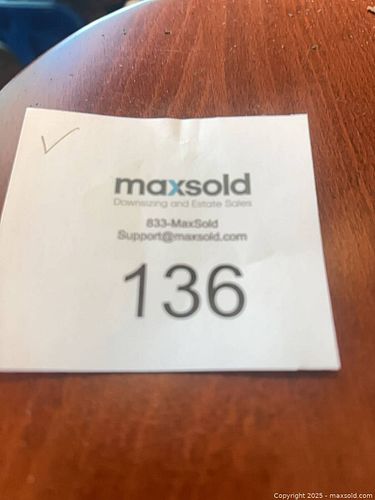 maxsold
Downsizing and Estate Sales
833-MaxSold
Support@maxsold.com
136
Copyright © 2025 - maxsold.com